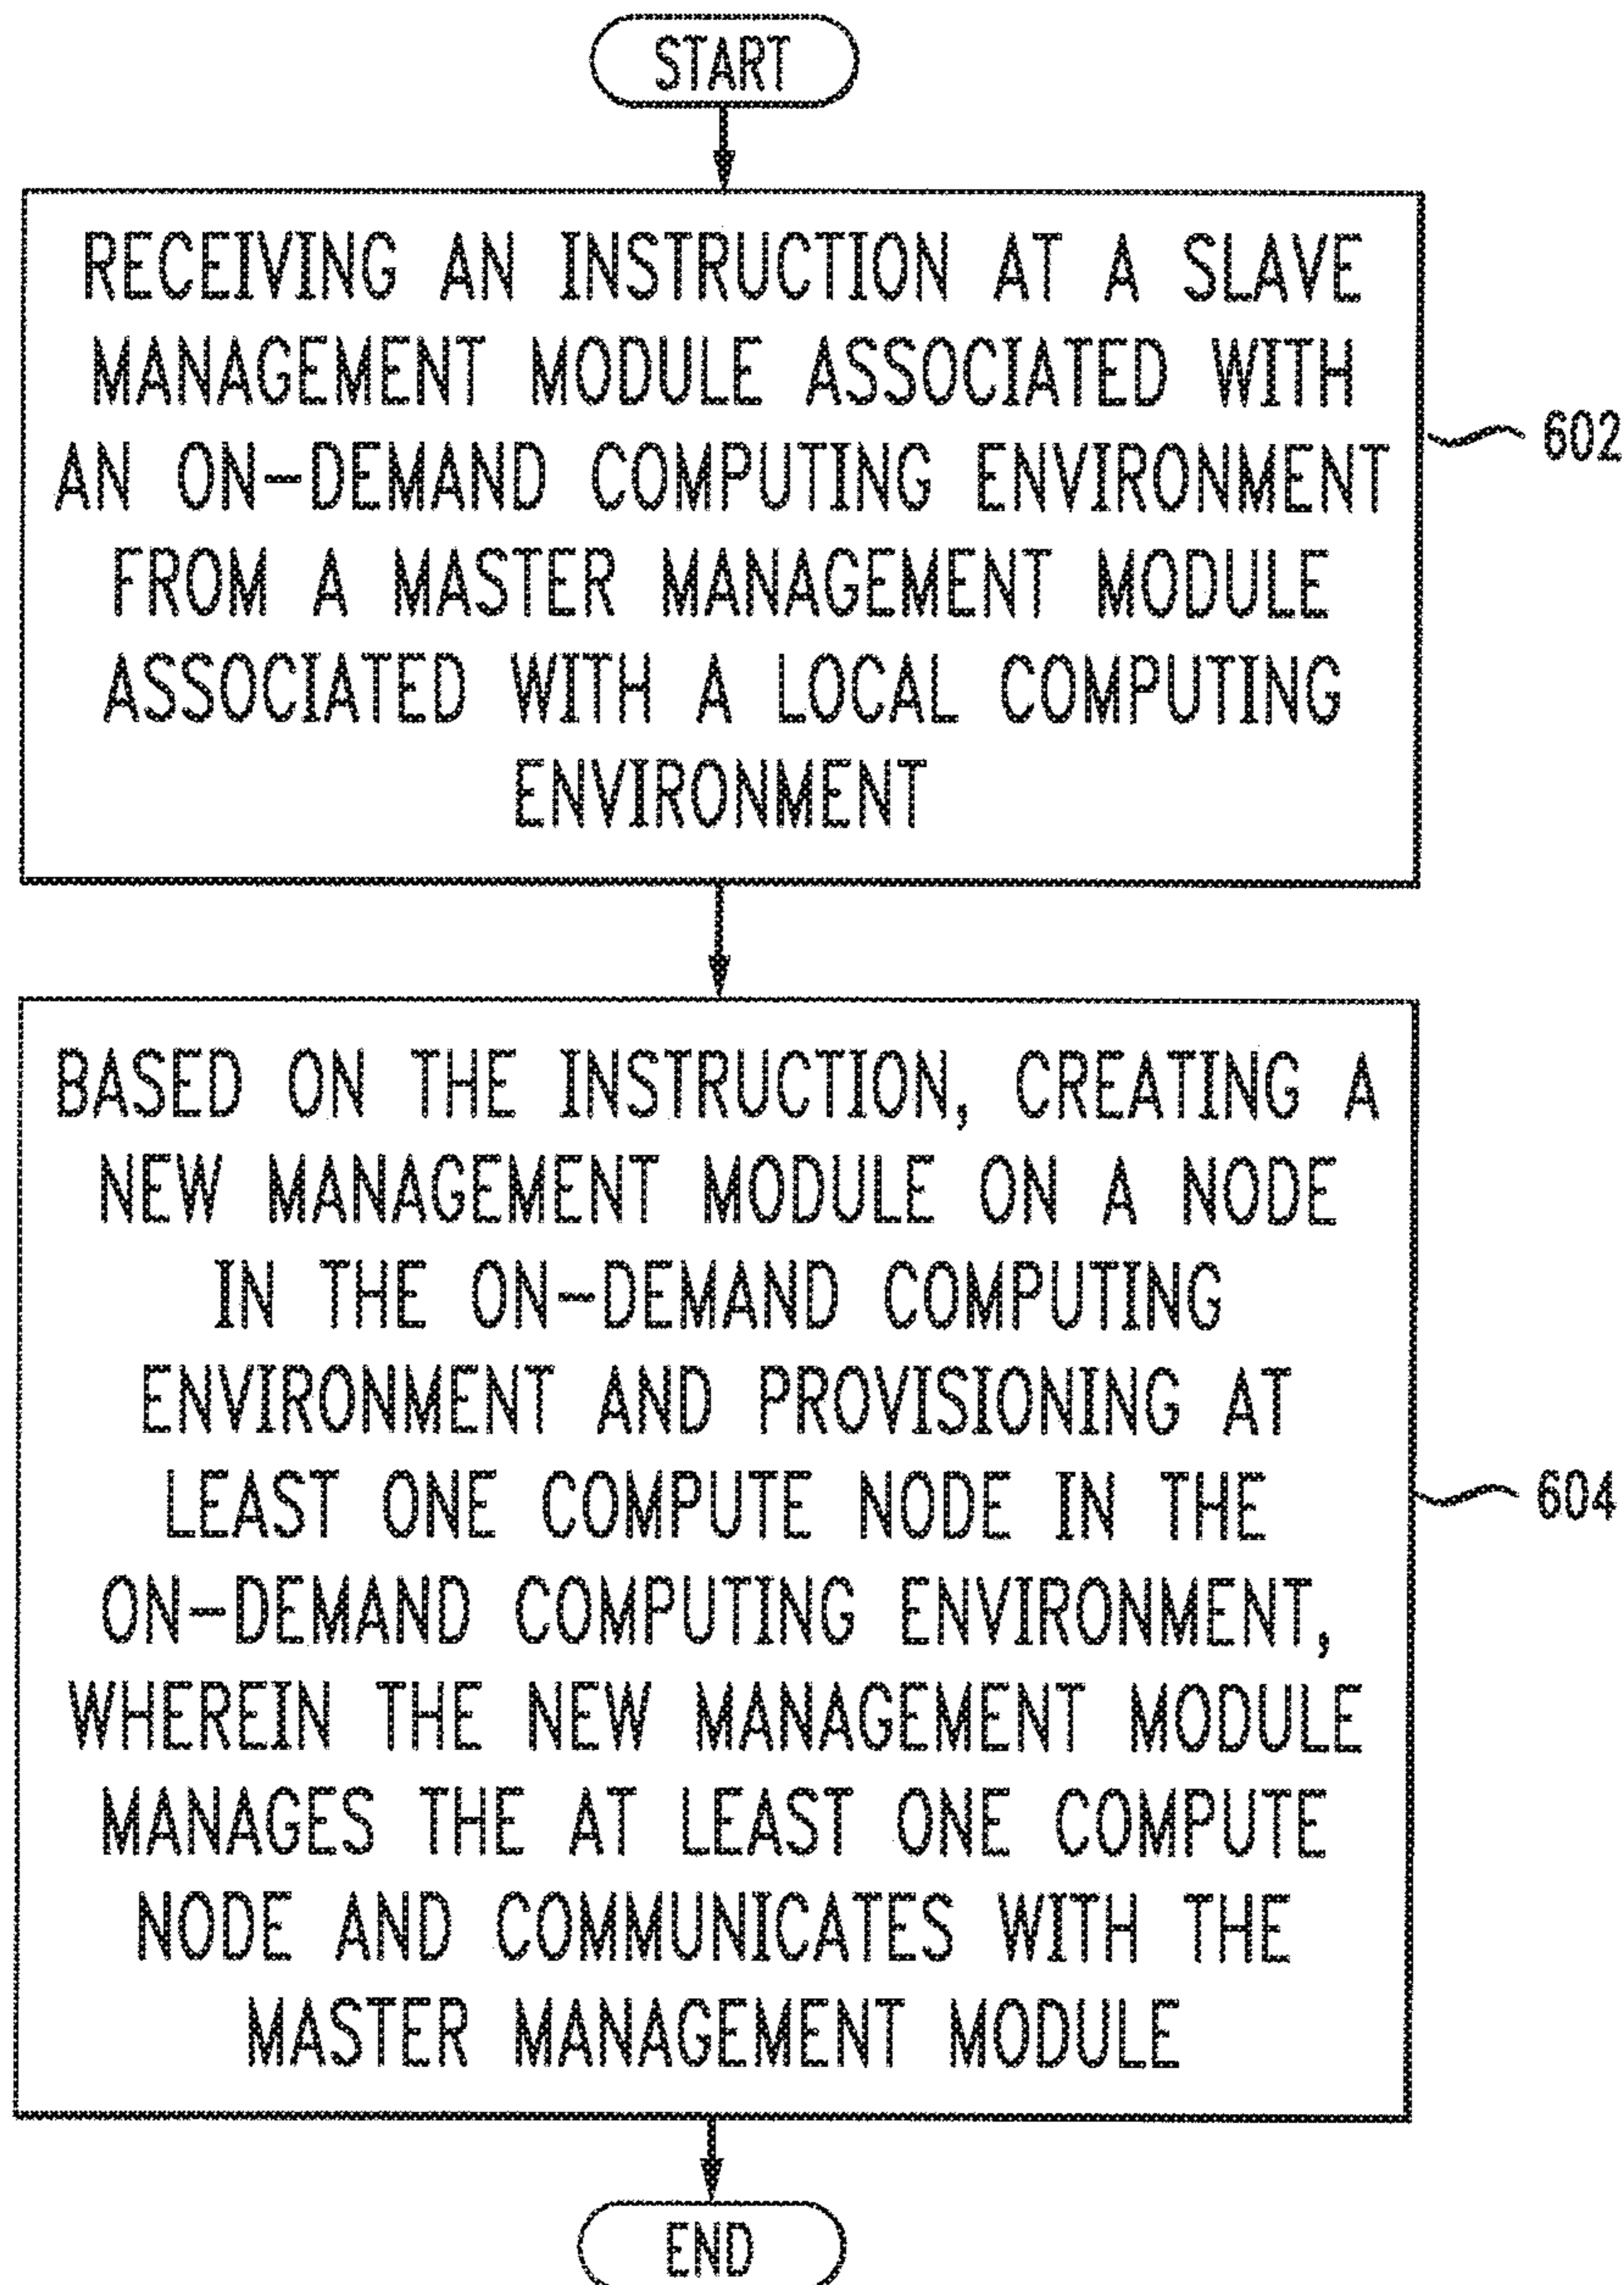 START
RECEIVING AN INSTRUCTION AT A SLAVE
MANAGEMENT MODULE ASSOCIATED WITH
AN ON-DEMAND COMPUTING ENVIRONMENT
FROM A MASTER MANAGEMENT MODULE
ASSOCIATED WITH A LOCAL COMPUTING
ENVIRONMENT
602
BASED ON THE INSTRUCTION, CREATING A
NEW MANAGEMENT MODULE ON A NODE
IN THE ON-DEMAND COMPUTING
ENVIRONMENT AND PROVISIONING AT
LEAST ONE COMPUTE NODE IN THE
ON-DEMAND COMPUTING ENVIRONMENT,
WHEREIN THE NEW MANAGEMENT MODULE
MANAGES THE AT LEAST ONE COMPUTE
NODE AND COMMUNICATES WITH THE
MASTER MANAGEMENT MODULE
604
END